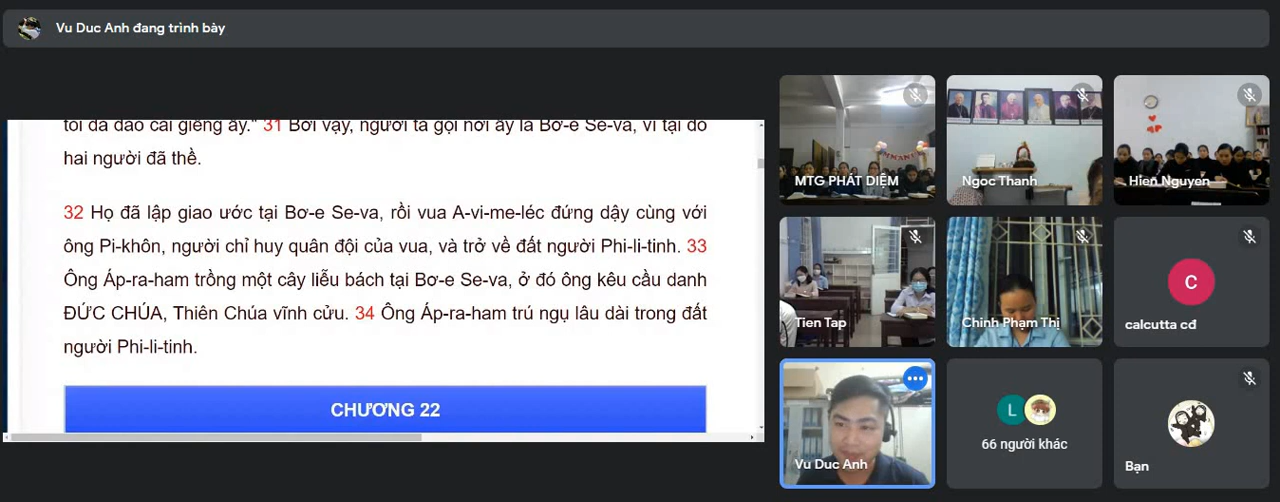 Vu Duc Anh đang trình bày
tôi đã đào cái giếng ấy." 31 Bởi vậy, người ta gọi nơi ấy là Bơ-e Se-va, vì tại đó
hai người đã thề.
32 Họ đã lập giao ước tại Bơ-e Se-va, rồi vua A-vi-me-léc đứng dậy cùng với
ông Pi-khôn, người chỉ huy quân đội của vua, và trở về đất người Phi-li-tinh. 33
Ông Áp-ra-ham trồng một cây liễu bách tại Bơ-e Se-va, ở đó ông kêu cầu danh
ĐỨC CHÚA, Thiên Chúa vĩnh cửu. 34 Ông Áp-ra-ham trú ngụ lâu dài trong đất
người Phi-li-tinh.
CHƯƠNG 22
MTG PHÁT DIỆM
Ngoc Thanh
Hien Nguyen
Tien Tap
Chinh Phạm Thị
C
calcutta cđ
Vu Duc Anh
L
66 người khác
Bạn